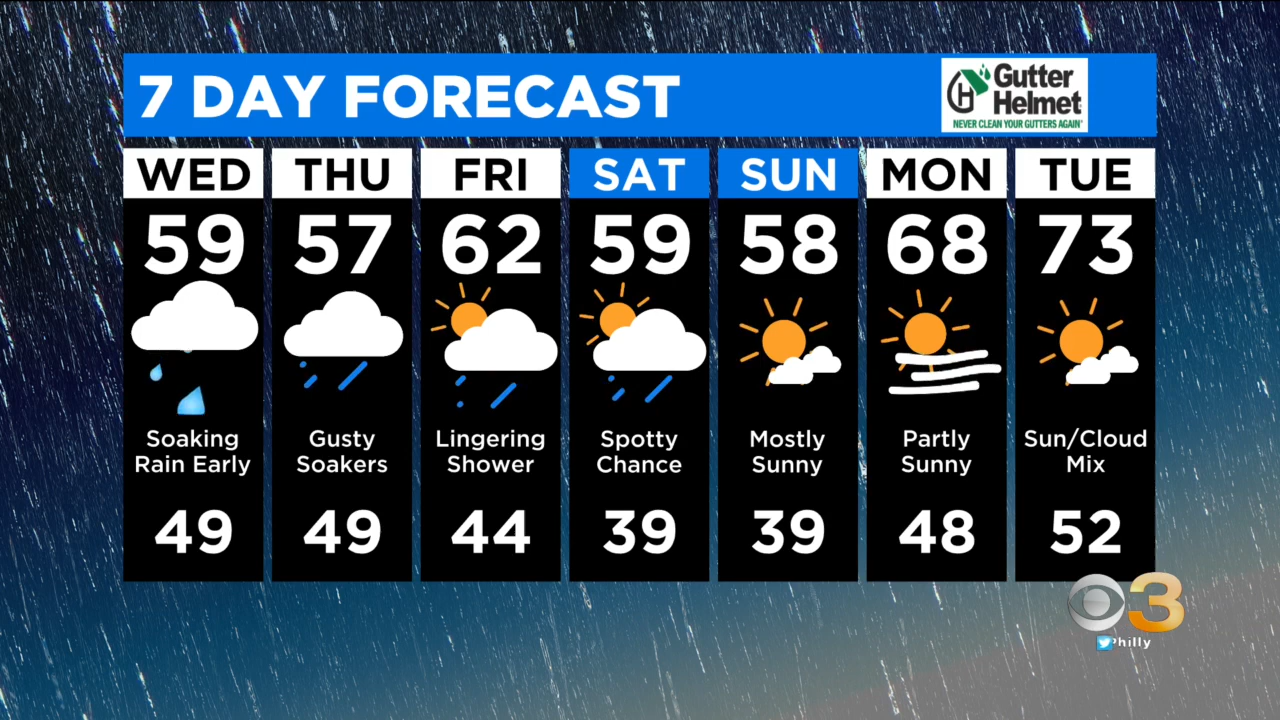 7 DAY FORECAST
Gutter
Helmet
NEVER CLEAN YOUR GUTTERS AGAIN
WED THU FRI SAT SUN MON TUE
59 57 62 59 58 68 73
Soaking Gusty Lingering Spotty Mostly Partly Sun/Cloud
Rain Early Soakers Shower Chance Sunny Sunny Mix
49 49 44 39 39 48 52
3
Philly